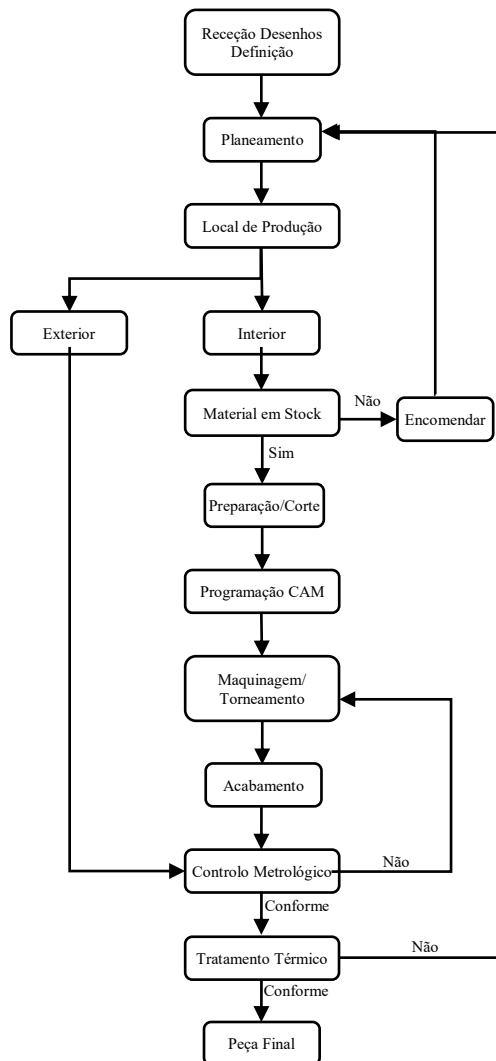 Receção Desenhos
Definição
Planeamento
Local de Produção
Exterior
Interior
Material em Stock
Não
Encomendar
Sim
Preparação/Corte
Programação CAM
Maquinagem/
Torneamento
Acabamento
Controlo Metrológico
Não
Conforme
Tratamento Térmico
Não
Conforme
Peça Final